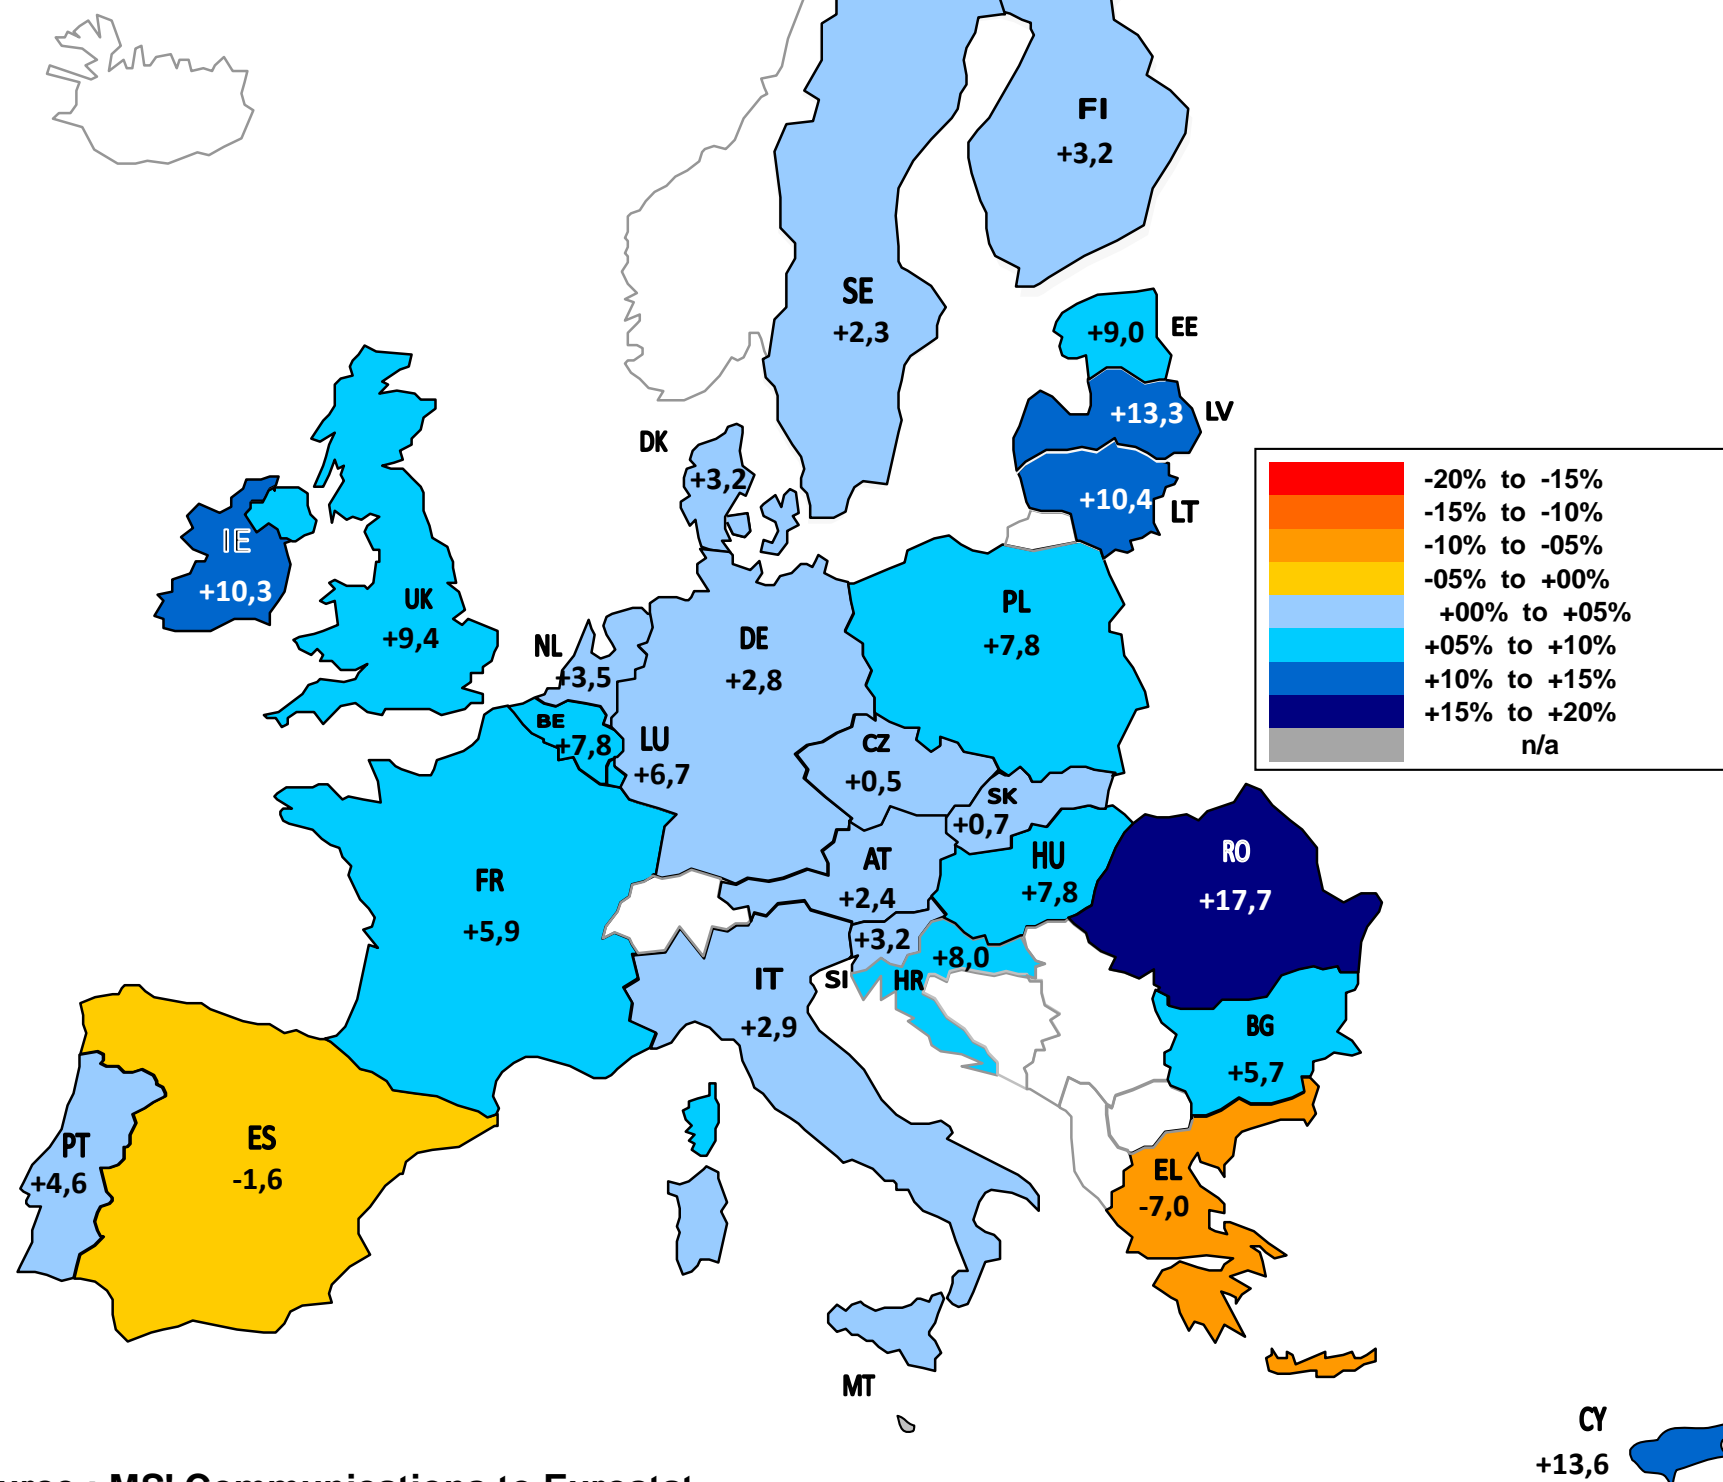 FI
+3,2
SE
+2,3
EE
+9,0
LV
+13,3
LT
+10,4
DK
+3,2
IE
+10,3
UK
+9,4
NL
+3,5
DE
+2,8
PL
+7,8
BE
+7,8
LU
+6,7
CZ
+0,5
SK
+0,7
AT
+2,4
HU
+7,8
RO
+17,7
FR
+5,9
+3,2
SI
+8,0
HR
IT
+2,9
BG
+5,7
PT
+4,6
ES
-1,6
EL
-7,0
MT
CY
+13,6
-20% to -15%
-15% to -10%
-10% to -05%
-05% to +00%
+00% to +05%
+05% to +10%
+10% to +15%
+15% to +20%
n/a
MS' Communications to Eurostat